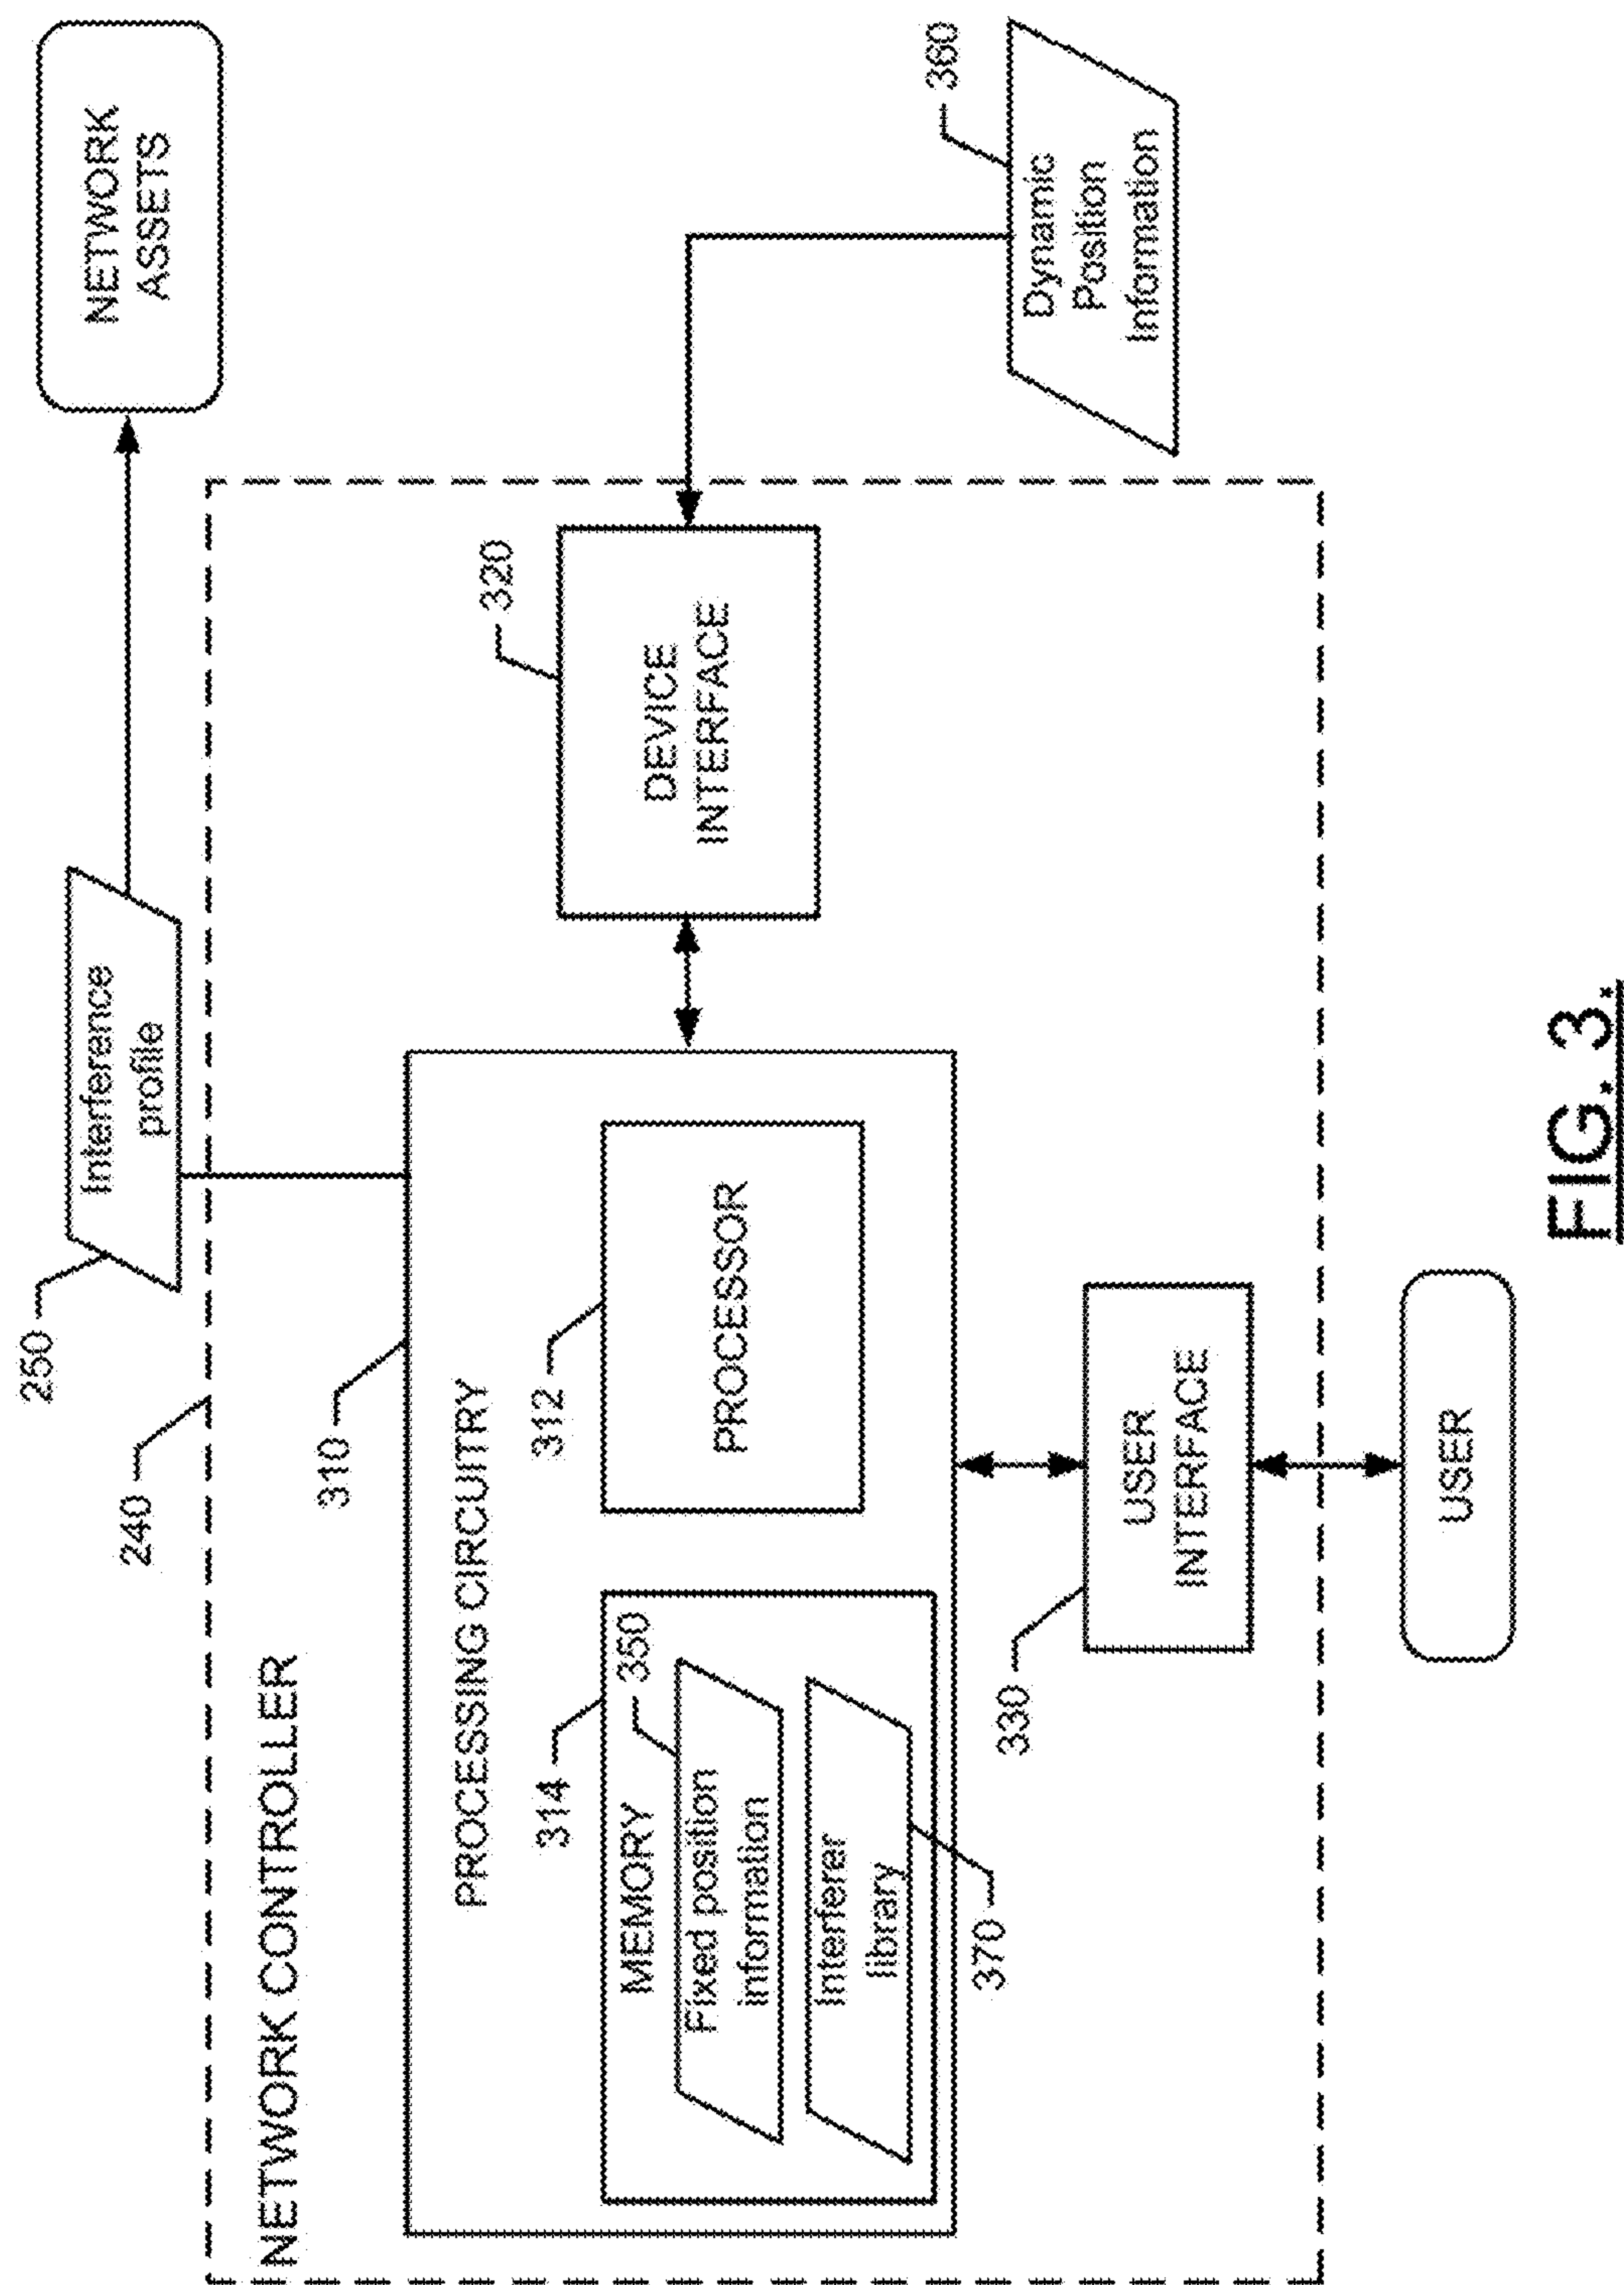 250
Interference
profile
NETWORK
ASSETS
240
NETWORK CONTROLLER
310
PROCESSING CIRCUITRY
320
DEVICE
INTERFACE
314
MEMORY
350
Fixed position
information
Interferer
library
370
312
PROCESSOR
360
Dynamic
Position
Information
330
USER
INTERFACE
USER
FIG. 3.